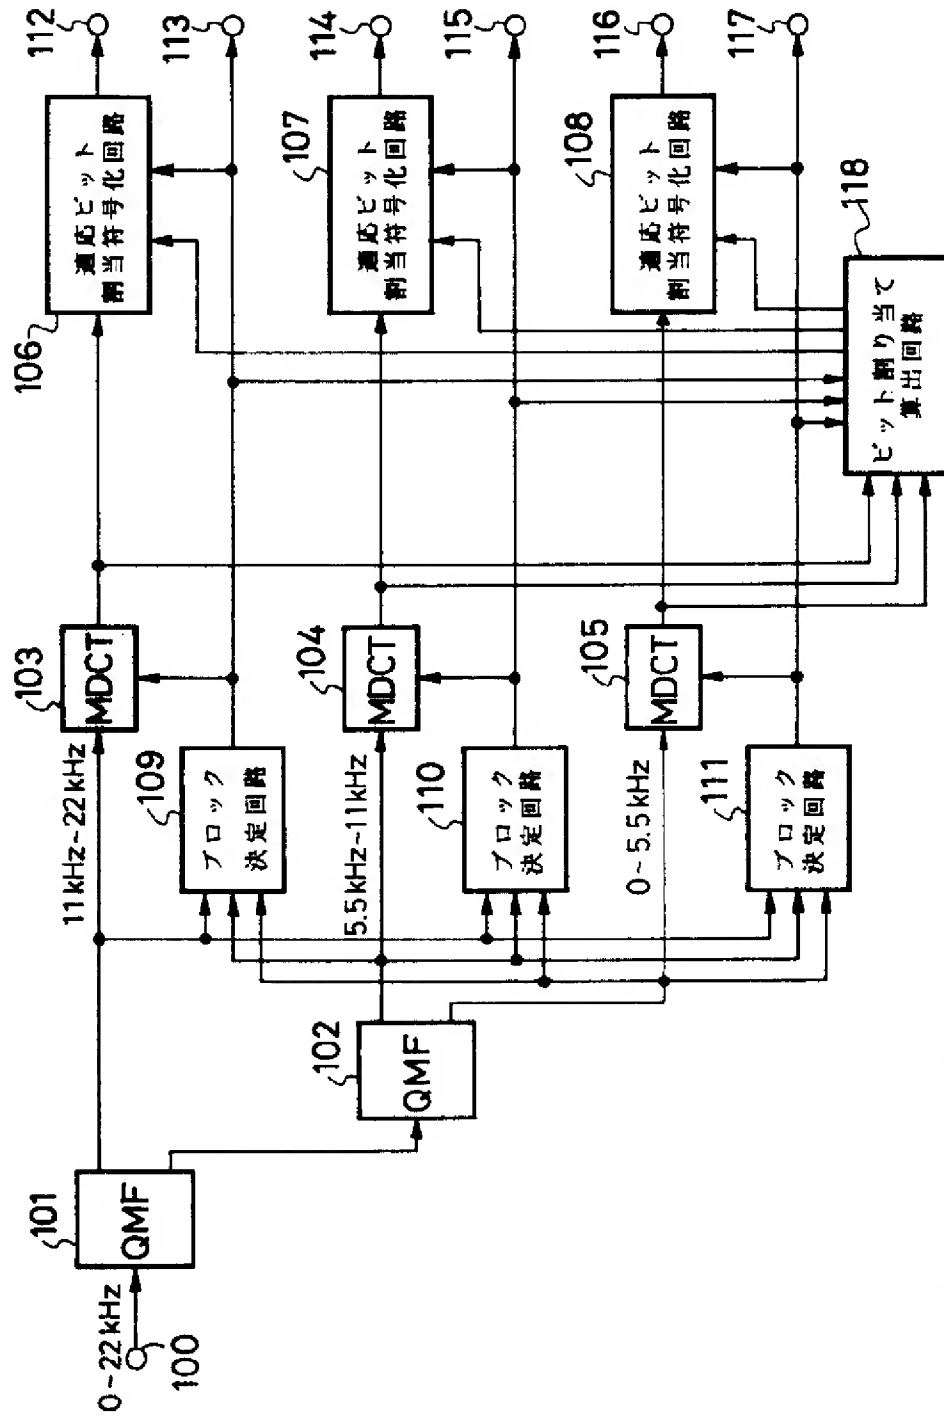 0~22kHz
100
101
QMF
102
QMF
11kHz~22kHz
103
MDCT
109
ブロック
決定回路
5.5kHz~11kHz
104
MDCT
110
ブロック
決定回路
0~5.5kHz
105
MDCT
111
ブロック
決定回路
106
適応ビット
割当符号化回路
107
適応ビット
割当符号化回路
108
適応ビット
割当符号化回路
118
ビット割り当て
算出回路
112
113
114
115
116
117